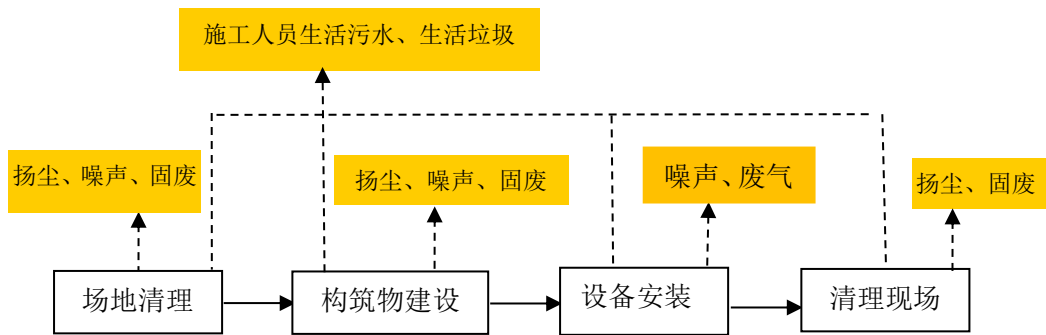 施工人员生活污水、生活垃圾
扬尘、噪声、固废
扬尘、噪声、固废
噪声、废气
扬尘、固废
场地清理
构筑物建设
设备安装
清理现场